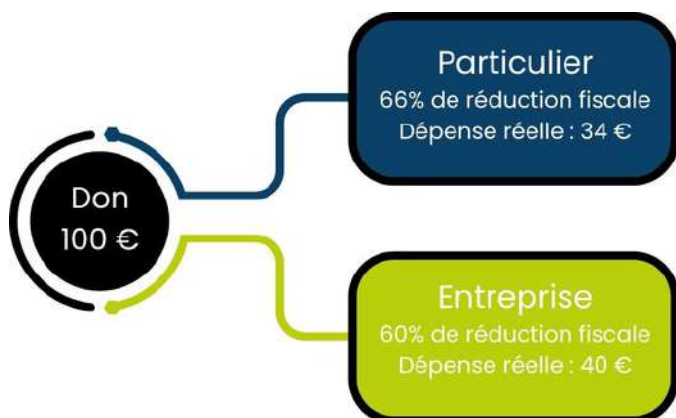 Don
100 €
Particulier
66% de réduction fiscale
Dépense réelle : 34 €
Entreprise
60% de réduction fiscale
Dépense réelle : 40 €